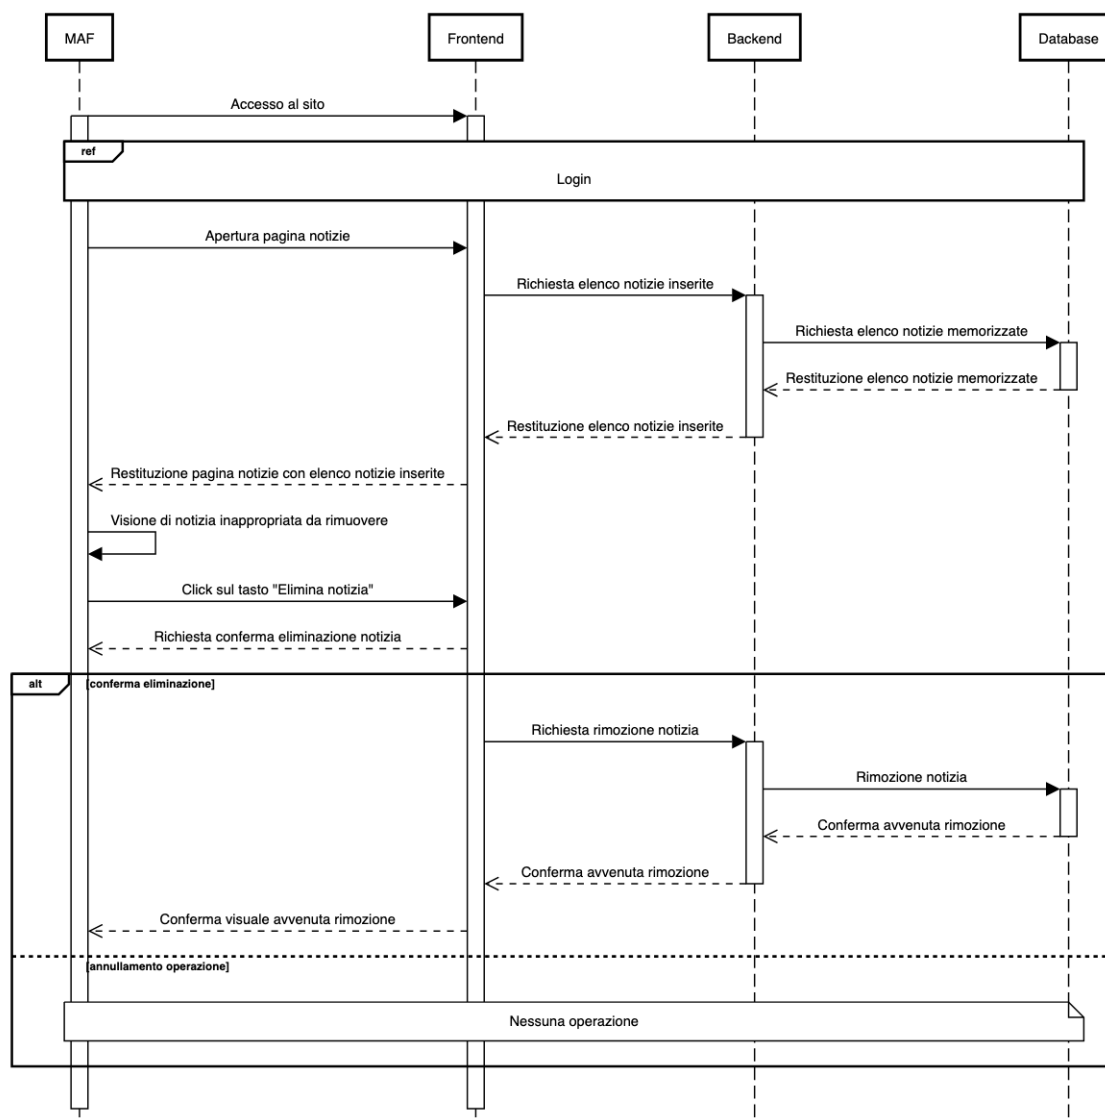 MAF
Frontend
Backend
Database
Accesso al sito
ref
Login
Apertura pagina notizie
Richiesta elenco notizie inserite
Richiesta elenco notizie memorizzate
Restituzione elenco notizie memorizzate
Restituzione elenco notizie inserite
Restituzione pagina notizie con elenco notizie inserite
Visione di notizia inappropriata da rimuovere
Click sul tasto "Elimina notizia"
Richiesta conferma eliminazione notizia
alt
[conferma eliminazione]
Richiesta rimozione notizia
Rimozione notizia
Conferma avvenuta rimozione
Conferma avvenuta rimozione
Conferma visuale avvenuta rimozione
[annullamento operazione]
Nessuna operazione